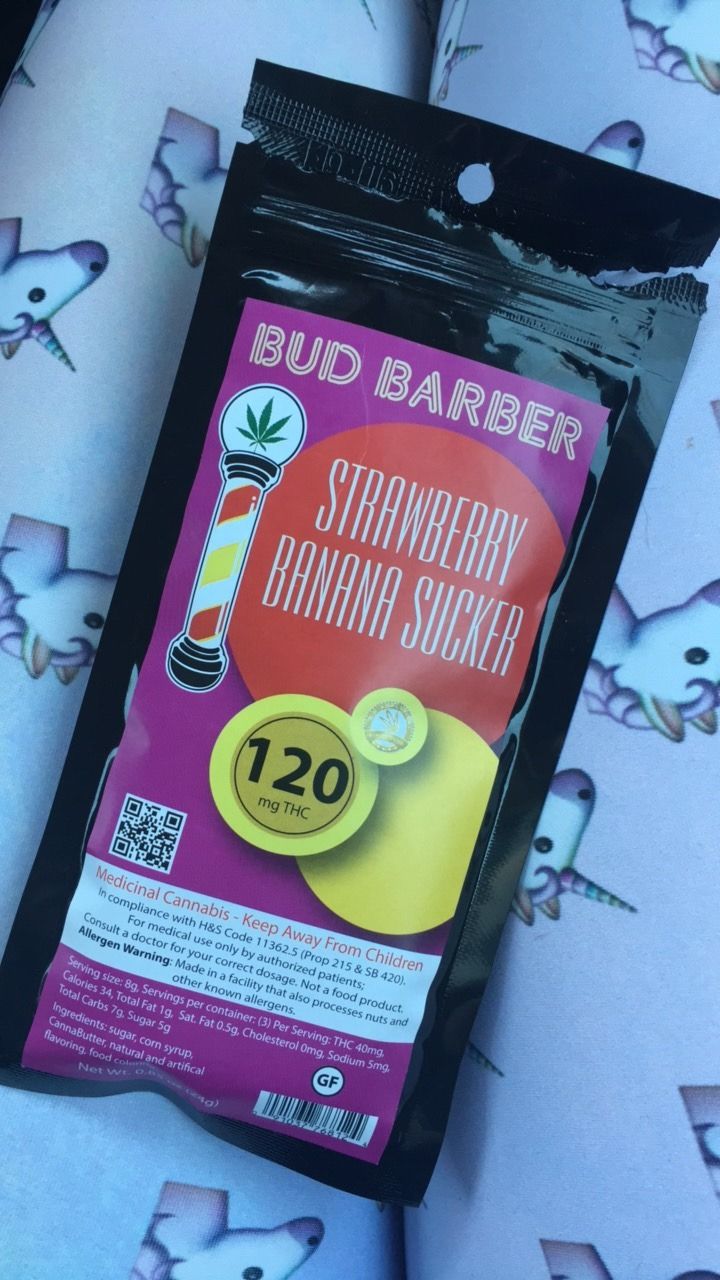 BUD BARBER
STRAWBERRY
BANANA SUCKER
120
mg THC
Medicinal Cannabis - Keep Away From Children
In compliance with H&S Code 11362.5 (Prop 215 & SB 420).
For medical use only by authorized patients;
Consult a doctor for your correct dosage. Not a food product.
Allergen Warning: Made in a facility that also processes nuts and
other known allergens.
Serving size: 8g, Servings per container: (3) Per Serving: THC 40mg,
Calories 34, Total Fat 1g, Sat. Fat 0.5g, Cholesterol 0mg, Sodium 5mg,
Total Carbs 7g, Sugar 5g
Ingredients: sugar, corn syrup,
CannaButter, natural and artifical
flavoring, food
Net Wt. (24g)
GF